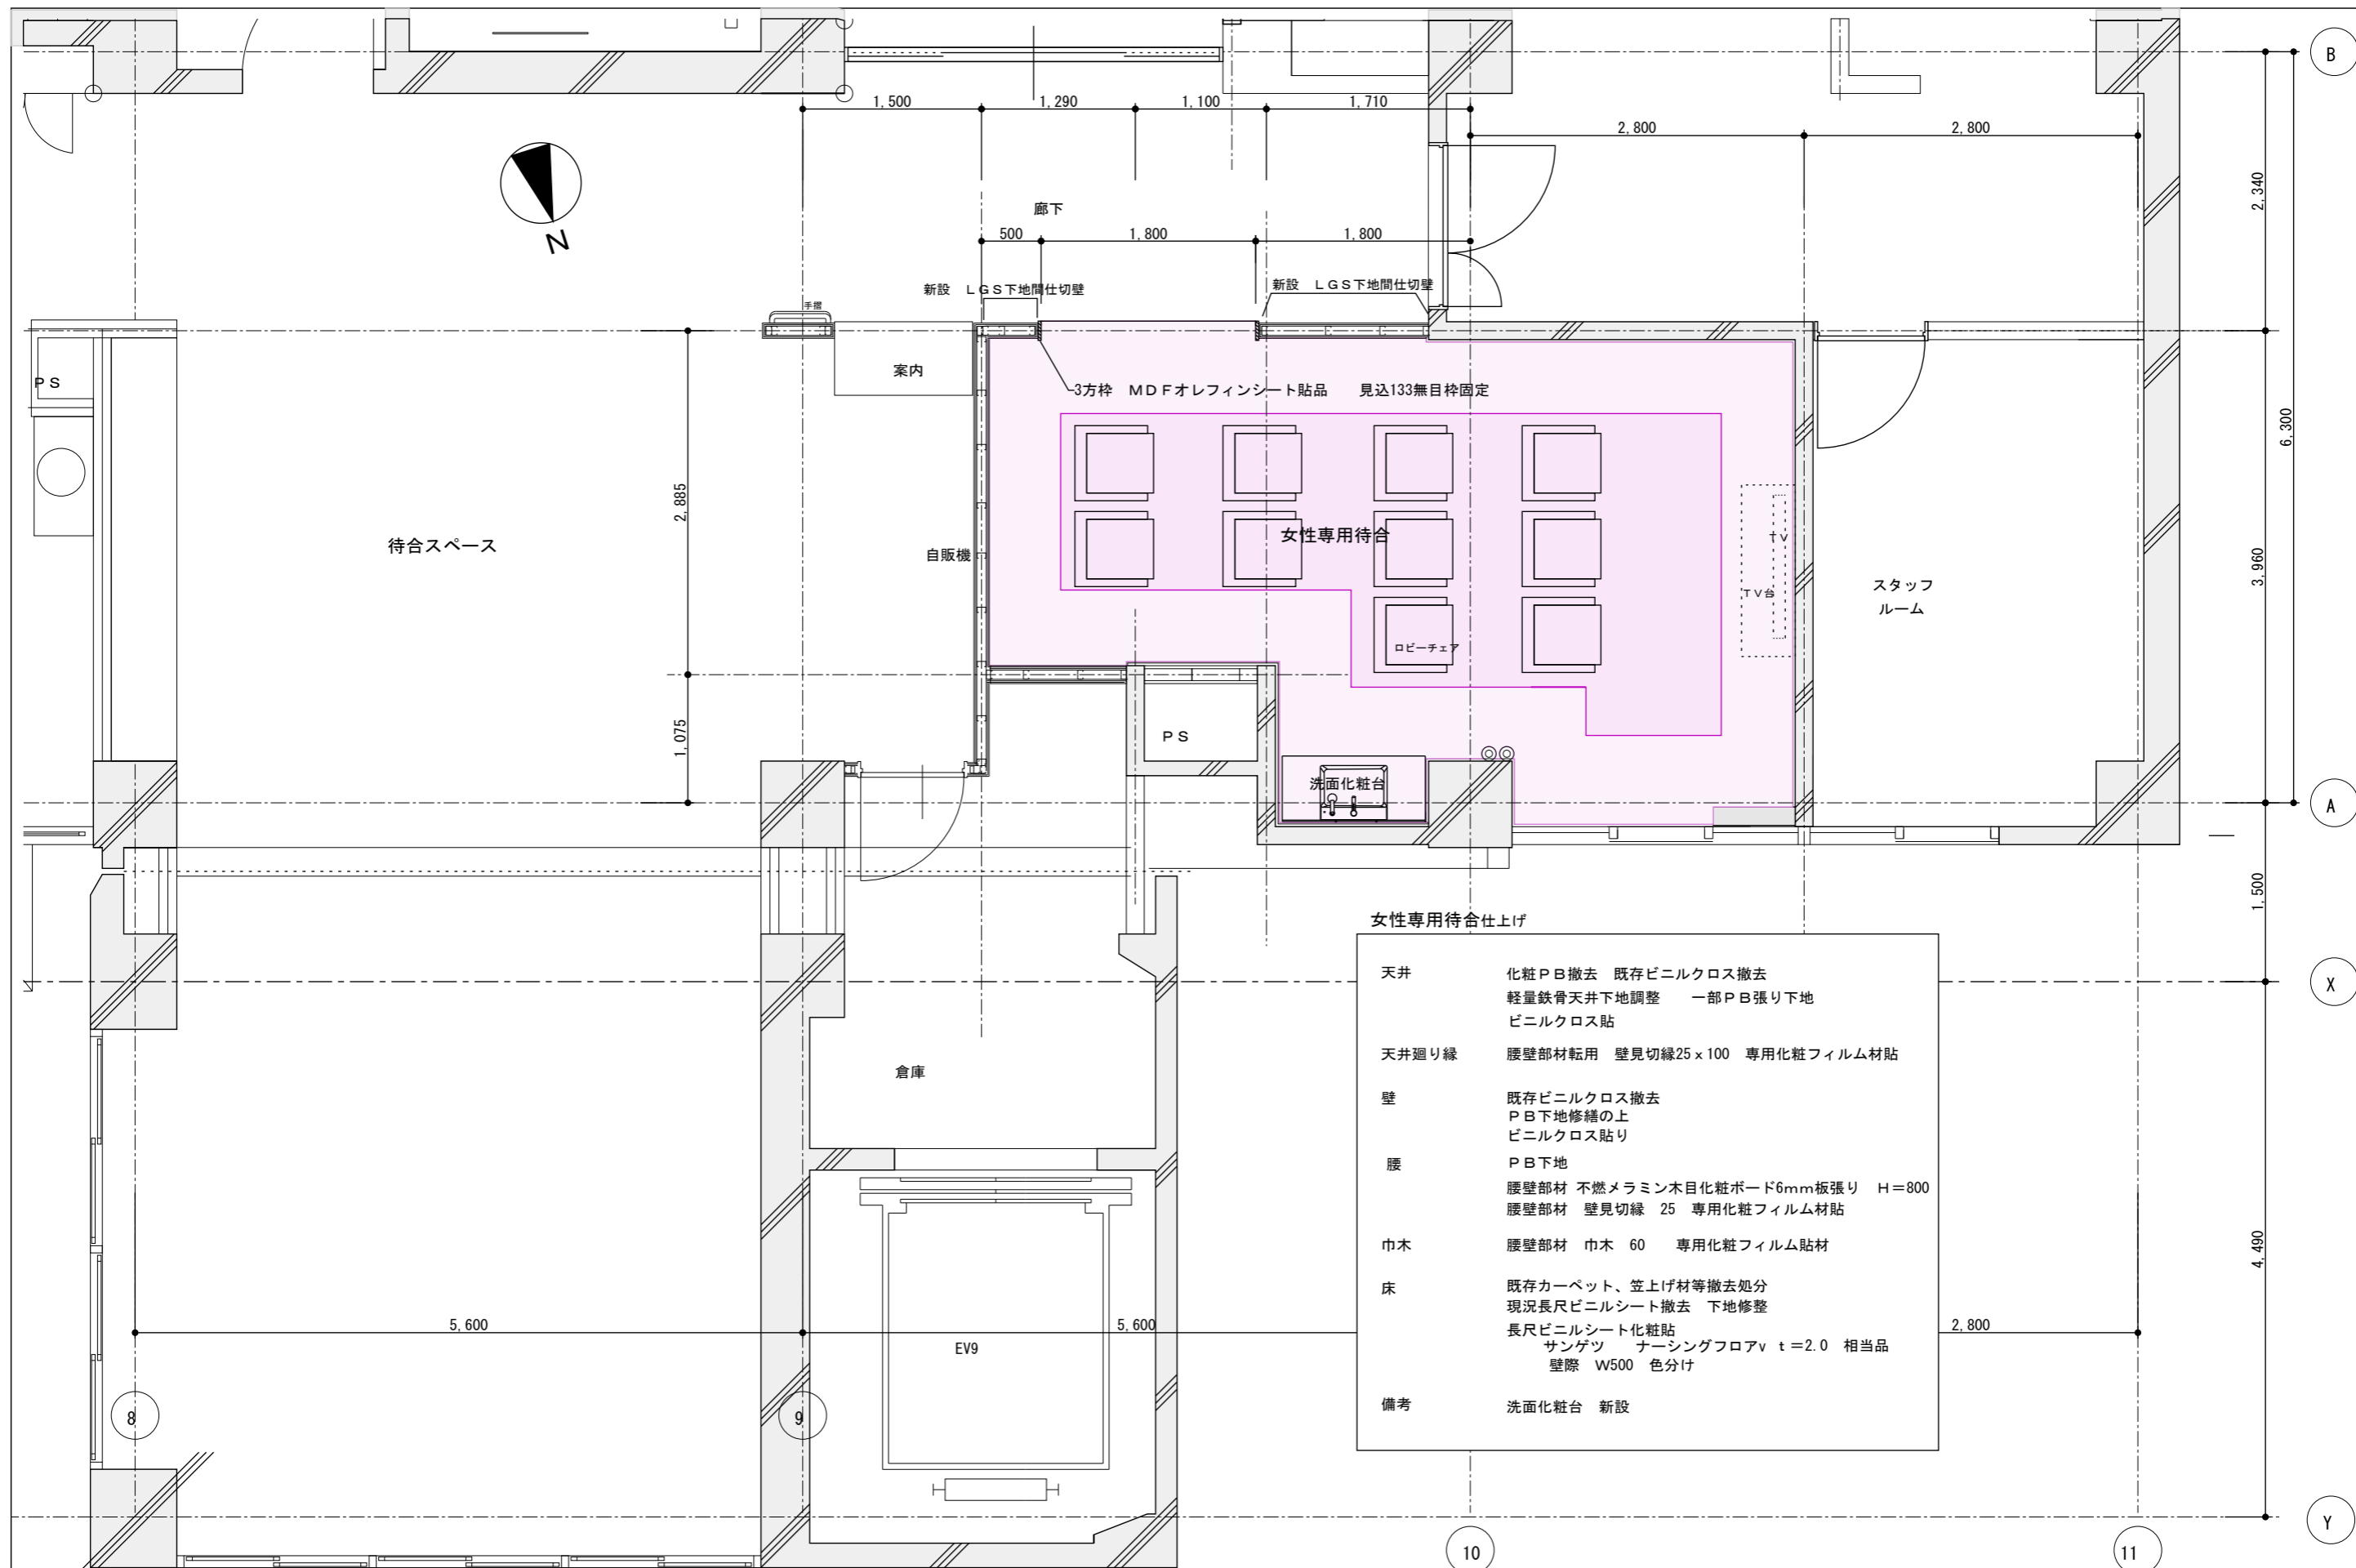 B
1,500
1,290
1,100
1,710
2,800
2,800
2,340
N
廊下
500
1,800
1,800
新設 LGS下地間仕切壁
新設 LGS下地間仕切壁
手摺
PS
案内
3方枠 MDFオレフィンシート貼品 見込133無目枠固定
6,300
2,885
待合スペース
自販機
女性専用待合
TV
TV台
スタッフ
ルーム
3,960
ロビーチェア
1,075
PS
洗面化粧台
A
1,500
女性専用待合仕上げ
天井 化粧PB撤去 既存ビニルクロス撤去
軽量鉄骨天井下地調整 一部PB張り下地
ビニルクロス貼
X
天井廻り縁 腰壁部材転用 壁見切縁25x100 専用化粧フィルム材貼
倉庫
壁 既存ビニルクロス撤去
PB下地修繕の上
ビニルクロス貼り
腰 PB下地
腰壁部材 不燃メラミン木目化粧ボード6mm板張り H=800
腰壁部材 壁見切縁 25 専用化粧フィルム材貼
巾木 腰壁部材 巾木 60 専用化粧フィルム貼材
4,490
床 既存カーペット、笠上げ材等撤去処分
現況長尺ビニルシート撤去 下地修整
長尺ビニルシート化粧貼
サンゲツ ナーシングフロアv t=2.0 相当品
壁際 W500 色分け
5,600
5,600
2,800
EV9
備考 洗面化粧台 新設
8
9
10
11
Y